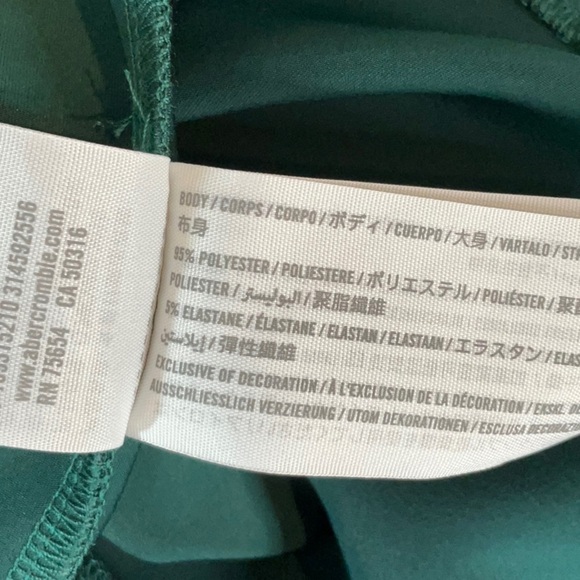 314592556
www.abercrombie.com
RN 75654 CA 50316
BODY / CORPS / CORPO / ボディ / CUERPO / 大身 / VARTALO /
布身
95% POLYESTER / POLIESTERE / ポリエステル / POLIÉSTER /
POLIESTER / البوليستر / 聚脂纖維
5% ELASTANE / ÉLASTANE / ELASTAN / ELASTAAN / エラスタン /
إيلاستين / 彈性纖維
EXCLUSIVE OF DECORATION / À L'EXCLUSION DE LA DÉCORATION / EXKL.
AUSSCHLIESSLICH VERZIERUNG / UTOM DEKORATIONEN / ESCLUSA